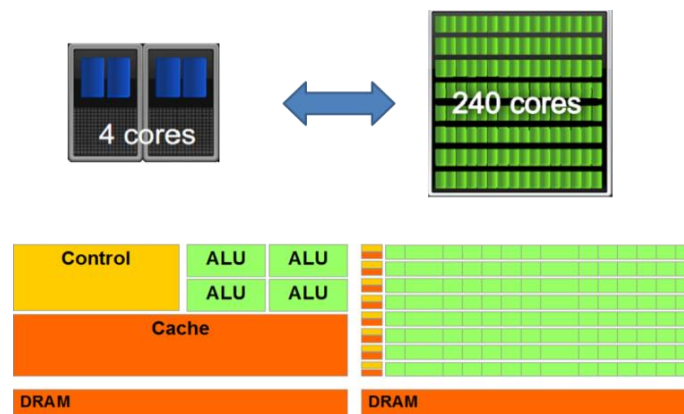 4 cores
240 cores
Control
ALU
ALU
ALU
ALU
Cache
DRAM
DRAM